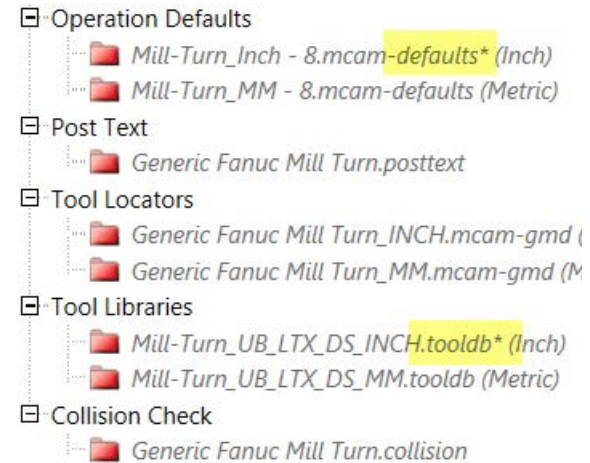 Operation Defaults
Mill-Turn_Inch - 8.mcam-defaults* (Inch)
Mill-Turn_MM - 8.mcam-defaults (Metric)
Post Text
Generic Fanuc Mill Turn.posttext
Tool Locators
Generic Fanuc Mill Turn_INCH.mcam-gmd (
Generic Fanuc Mill Turn_MM.mcam-gmd (M
Tool Libraries
Mill-Turn_UB_LTX_DS_INCH.tooldb* (Inch)
Mill-Turn_UB_LTX_DS_MM.tooldb (Metric)
Collision Check
Generic Fanuc Mill Turn.collision